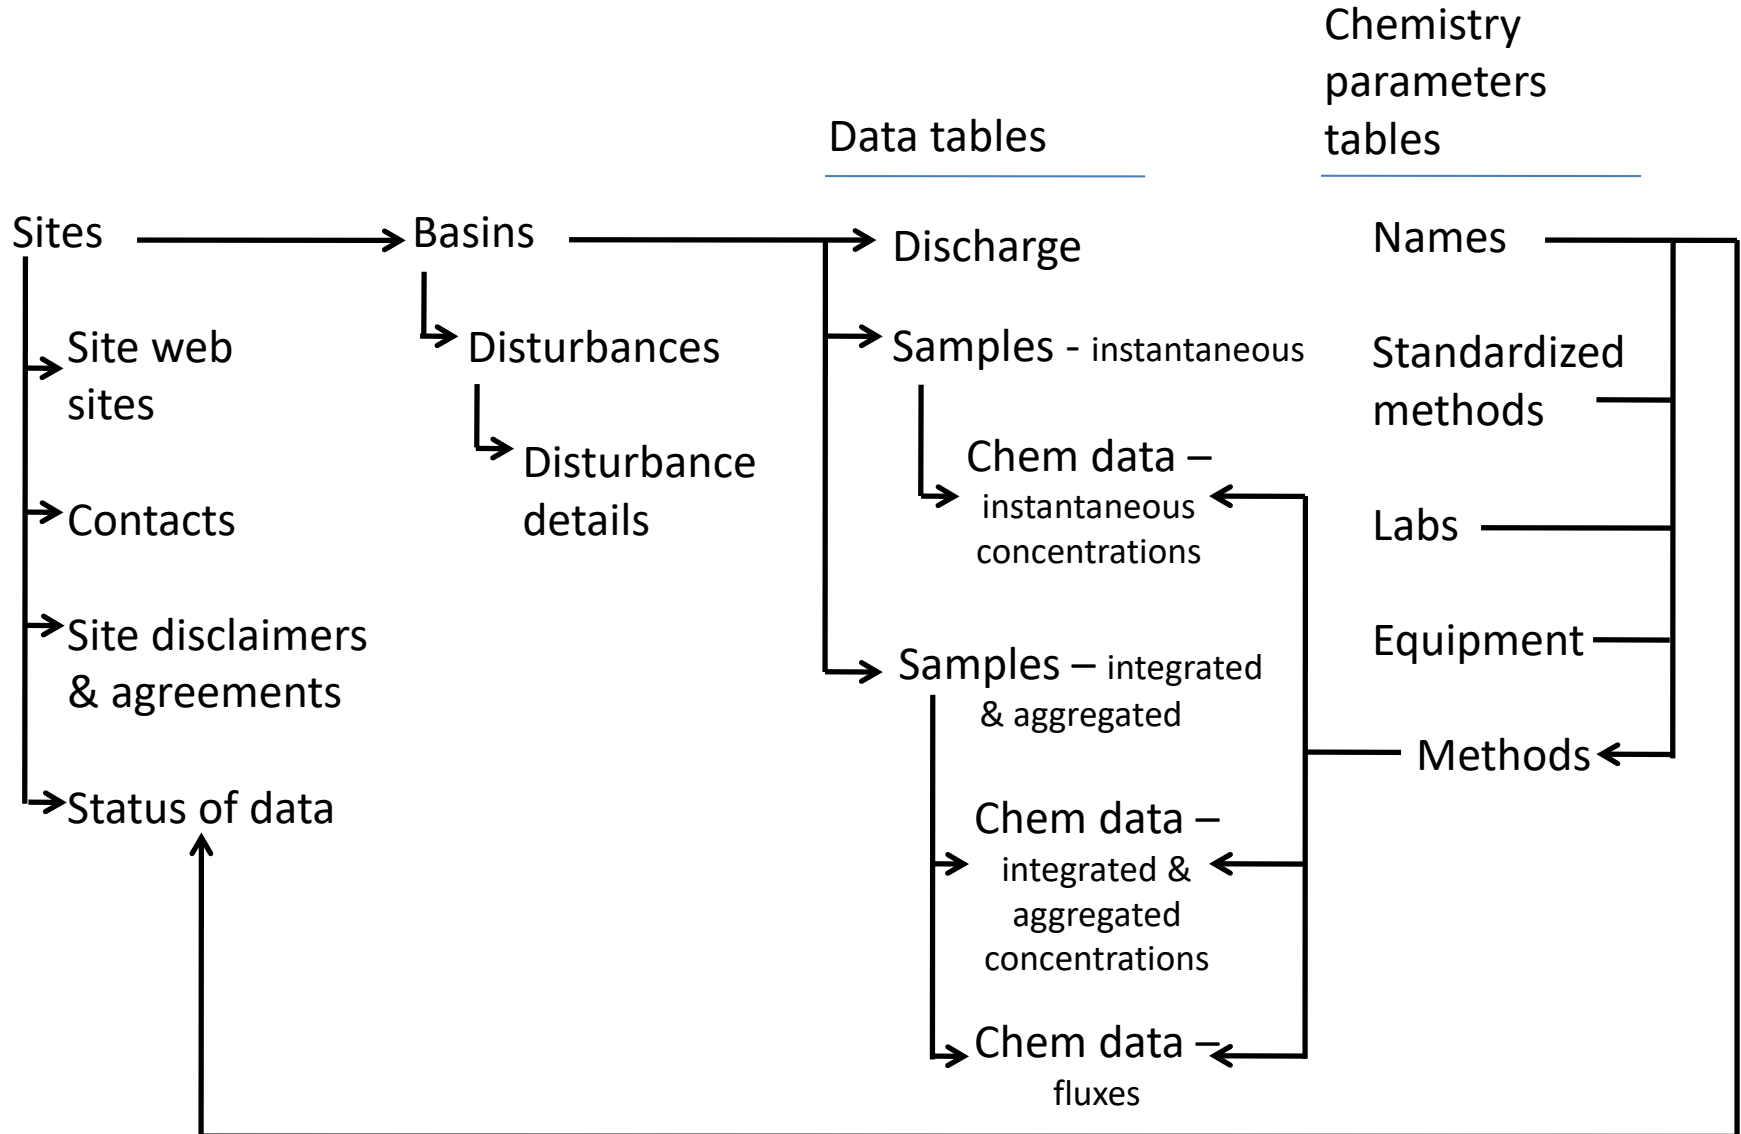 Chemistry
parameters
tables
Data tables
Sites
Basins
Discharge
Names
Site web
sites
Disturbances
Samples - instantaneous
Standardized
methods
Disturbance
details
Chem data –
instantaneous
concentrations
Contacts
Labs
Site disclaimers
& agreements
Samples – integrated
& aggregated
Equipment
Methods
Status of data
Chem data –
integrated &
aggregated
concentrations
Chem data –
fluxes